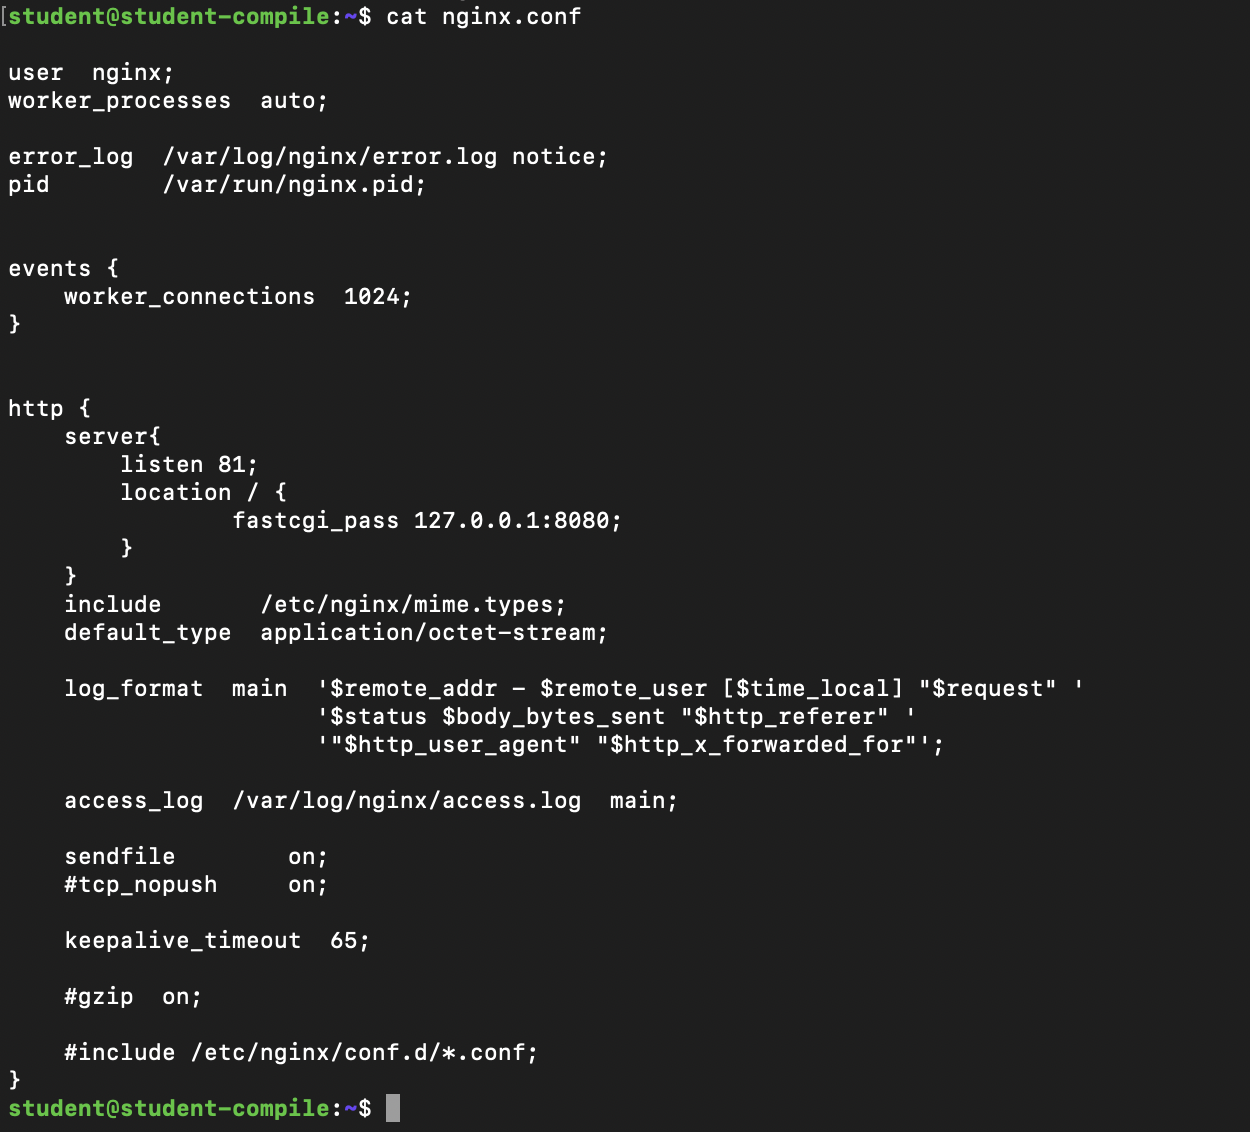 [student@student-compile:~$ cat nginx.conf

user  nginx;
worker_processes  auto;

error_log  /var/log/nginx/error.log notice;
pid        /var/run/nginx.pid;


events {
    worker_connections  1024;
}


http {
    server{
        listen 81;
        location / {
                fastcgi_pass 127.0.0.1:8080;
        }
    }
    include       /etc/nginx/mime.types;
    default_type  application/octet-stream;

    log_format  main  '$remote_addr - $remote_user [$time_local] "$request" '
                      '$status $body_bytes_sent "$http_referer" '
                      '"$http_user_agent" "$http_x_forwarded_for"';

    access_log  /var/log/nginx/access.log  main;

    sendfile        on;
    #tcp_nopush     on;

    keepalive_timeout  65;

    #gzip  on;

    #include /etc/nginx/conf.d/*.conf;
}
student@student-compile:~$